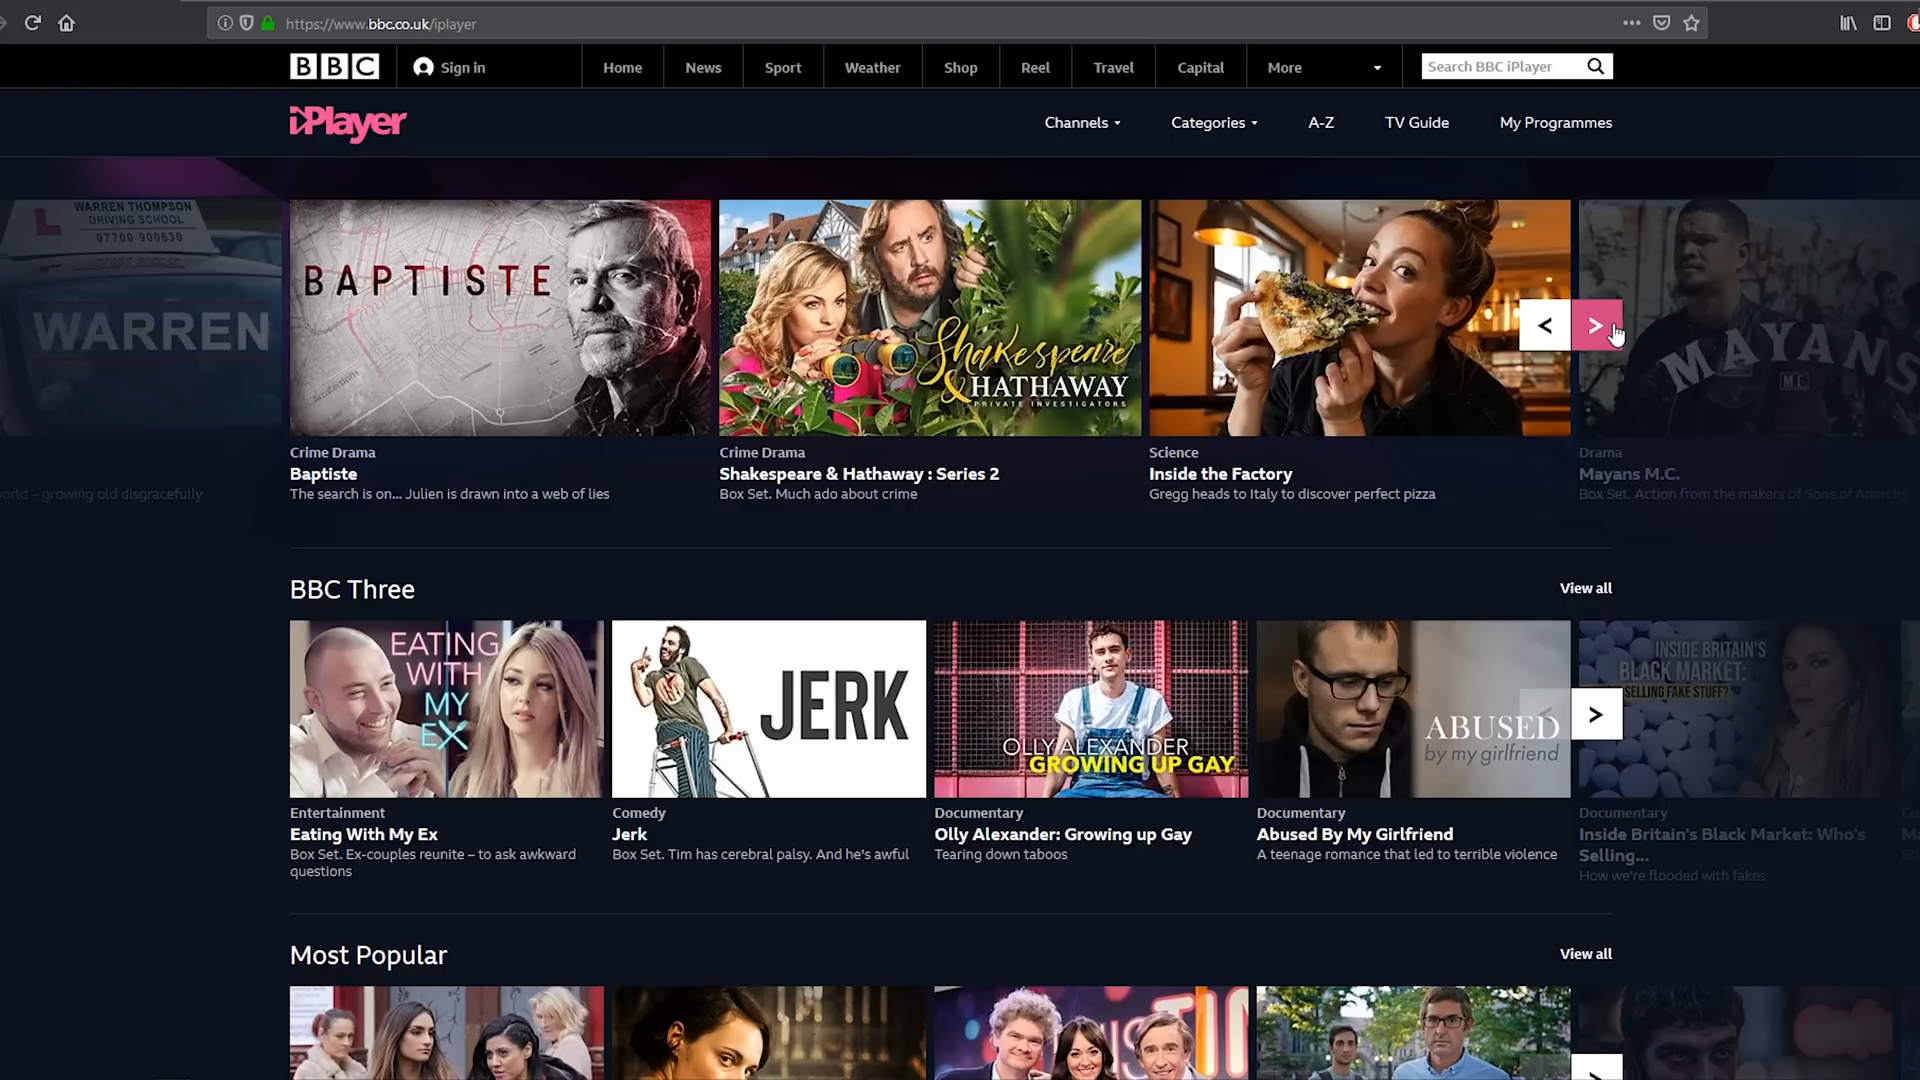 https://www.bbc.co.uk/iplayer
BBC
Sign in
Home
News
Sport
Weather
Shop
Reel
Travel
Capital
More
Search BBC iPlayer
iPlayer
Channels
Categories
A-Z
TV Guide
My Programmes
WARREN THOMPSON
DRIVING SCHOOL
07700 900630
L
WARREN
BAPTISTE
Shakespeare
& HATHAWAY
PRIVATE INVESTIGATORS
MAYANS
M.C.
Crime Drama
Baptiste
The search is on... Julien is drawn into a web of lies
Crime Drama
Shakespeare & Hathaway : Series 2
Box Set. Much ado about crime
Science
Inside the Factory
Gregg heads to Italy to discover perfect pizza
Drama
Mayans M.C.
Box Set. Action from the makers of Sons of Anarchy
orld – growing old disgracefully
BBC Three
View all
EATING
WITH
MY
EX
JERK
OLLY ALEXANDER
GROWING UP GAY
ABUSED
by my girlfriend
INSIDE BRITAIN'S
BLACK MARKET:
SELLING FAKE STUFF?
Entertainment
Eating With My Ex
Box Set. Ex-couples reunite – to ask awkward
questions
Comedy
Jerk
Box Set. Tim has cerebral palsy. And he's awful
Documentary
Olly Alexander: Growing up Gay
Tearing down taboos
Documentary
Abused By My Girlfriend
A teenage romance that led to terrible violence
Documentary
Inside Britain's Black Market: Who's
Selling...
How we're flooded with fakes
Most Popular
View all